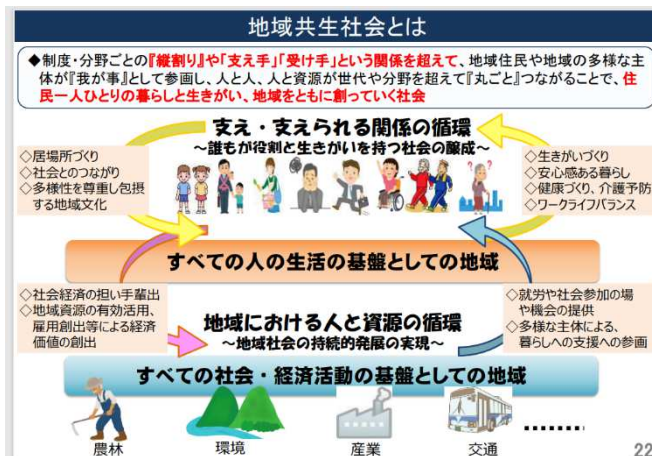 地域共生社会とは
◆制度・分野ごとの『縦割り』や「支え手」「受け手」という関係を超えて、地域住民や地域の多様な主
体が『我が事』として参画し、人と人、人と資源が世代や分野を超えて『丸ごと』つながることで、住
民一人ひとりの暮らしと生きがい、地域をともに創っていく社会
支え・支えられる関係の循環
～誰もが役割と生きがいを持つ社会の醸成～
◇居場所づくり
◇社会とのつながり
◇多様性を尊重し包摂
する地域文化
◇生きがいづくり
◇安心感ある暮らし
◇健康づくり、介護予防
◇ワークライフバランス
すべての人の生活の基盤としての地域
◇社会経済の担い手輩出
◇地域資源の有効活用、
雇用創出等による経済
価値の創出
地域における人と資源の循環
～地域社会の持続的発展の実現～
◇就労や社会参加の場
や機会の提供
◇多様な主体による、
暮らしへの支援への参画
すべての社会・経済活動の基盤としての地域
農林
環境
産業
交通
22